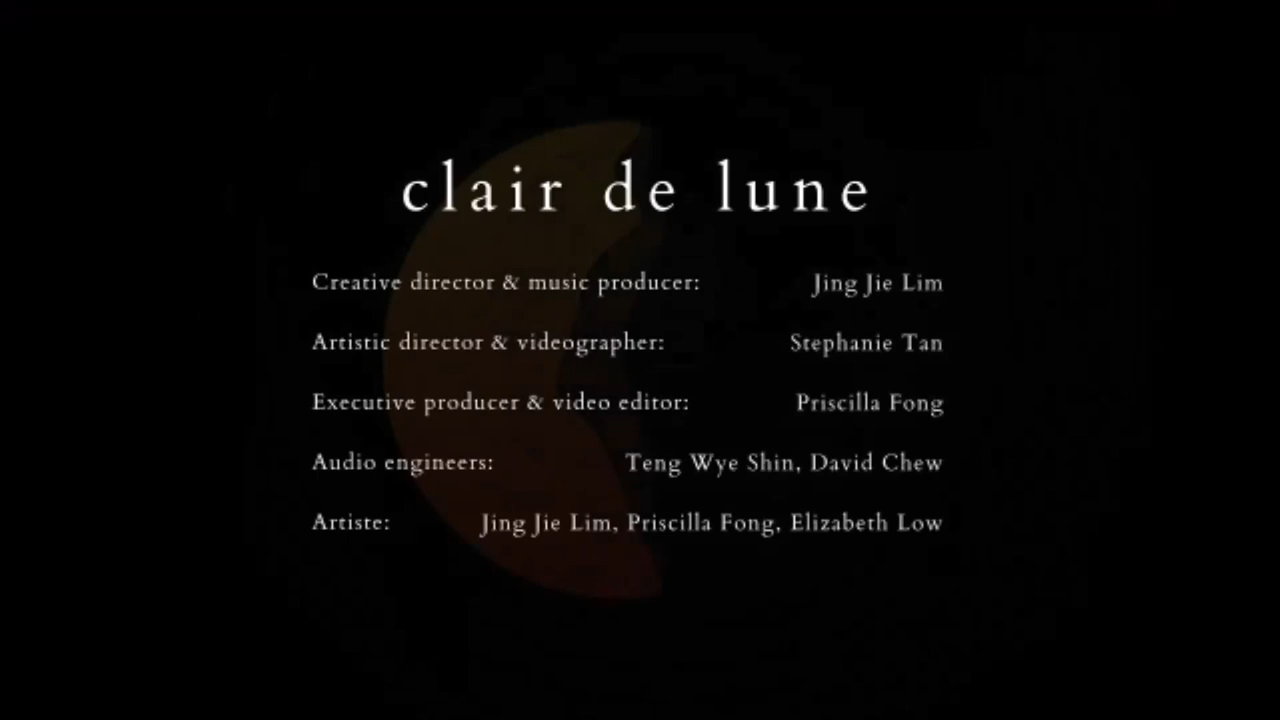 clair de lune
Creative director & music producer: Jing Jie Lim
Artistic director & videographer: Stephanie Tan
Executive producer & video editor: Priscilla Fong
Audio engineers: Teng Wye Shin, David Chew
Artiste: Jing Jie Lim, Priscilla Fong, Elizabeth Low